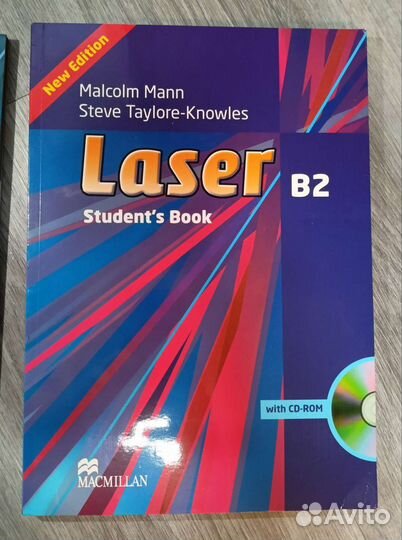 New Edition
Malcolm Mann
Steve Taylore-Knowles
Laser
B2
Student's Book
with CD-ROM
MACMILLAN
Avito